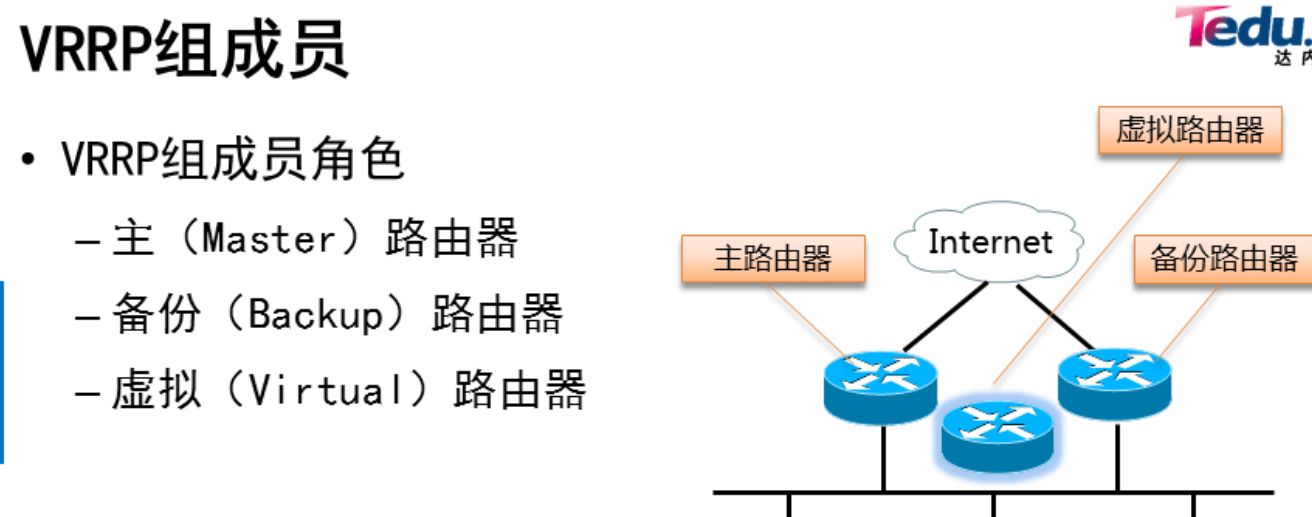 VRRP组成员
Tedu.
达内
• VRRP组成员角色
– 主（Master）路由器
– 备份（Backup）路由器
– 虚拟（Virtual）路由器
虚拟路由器
Internet
主路由器
备份路由器